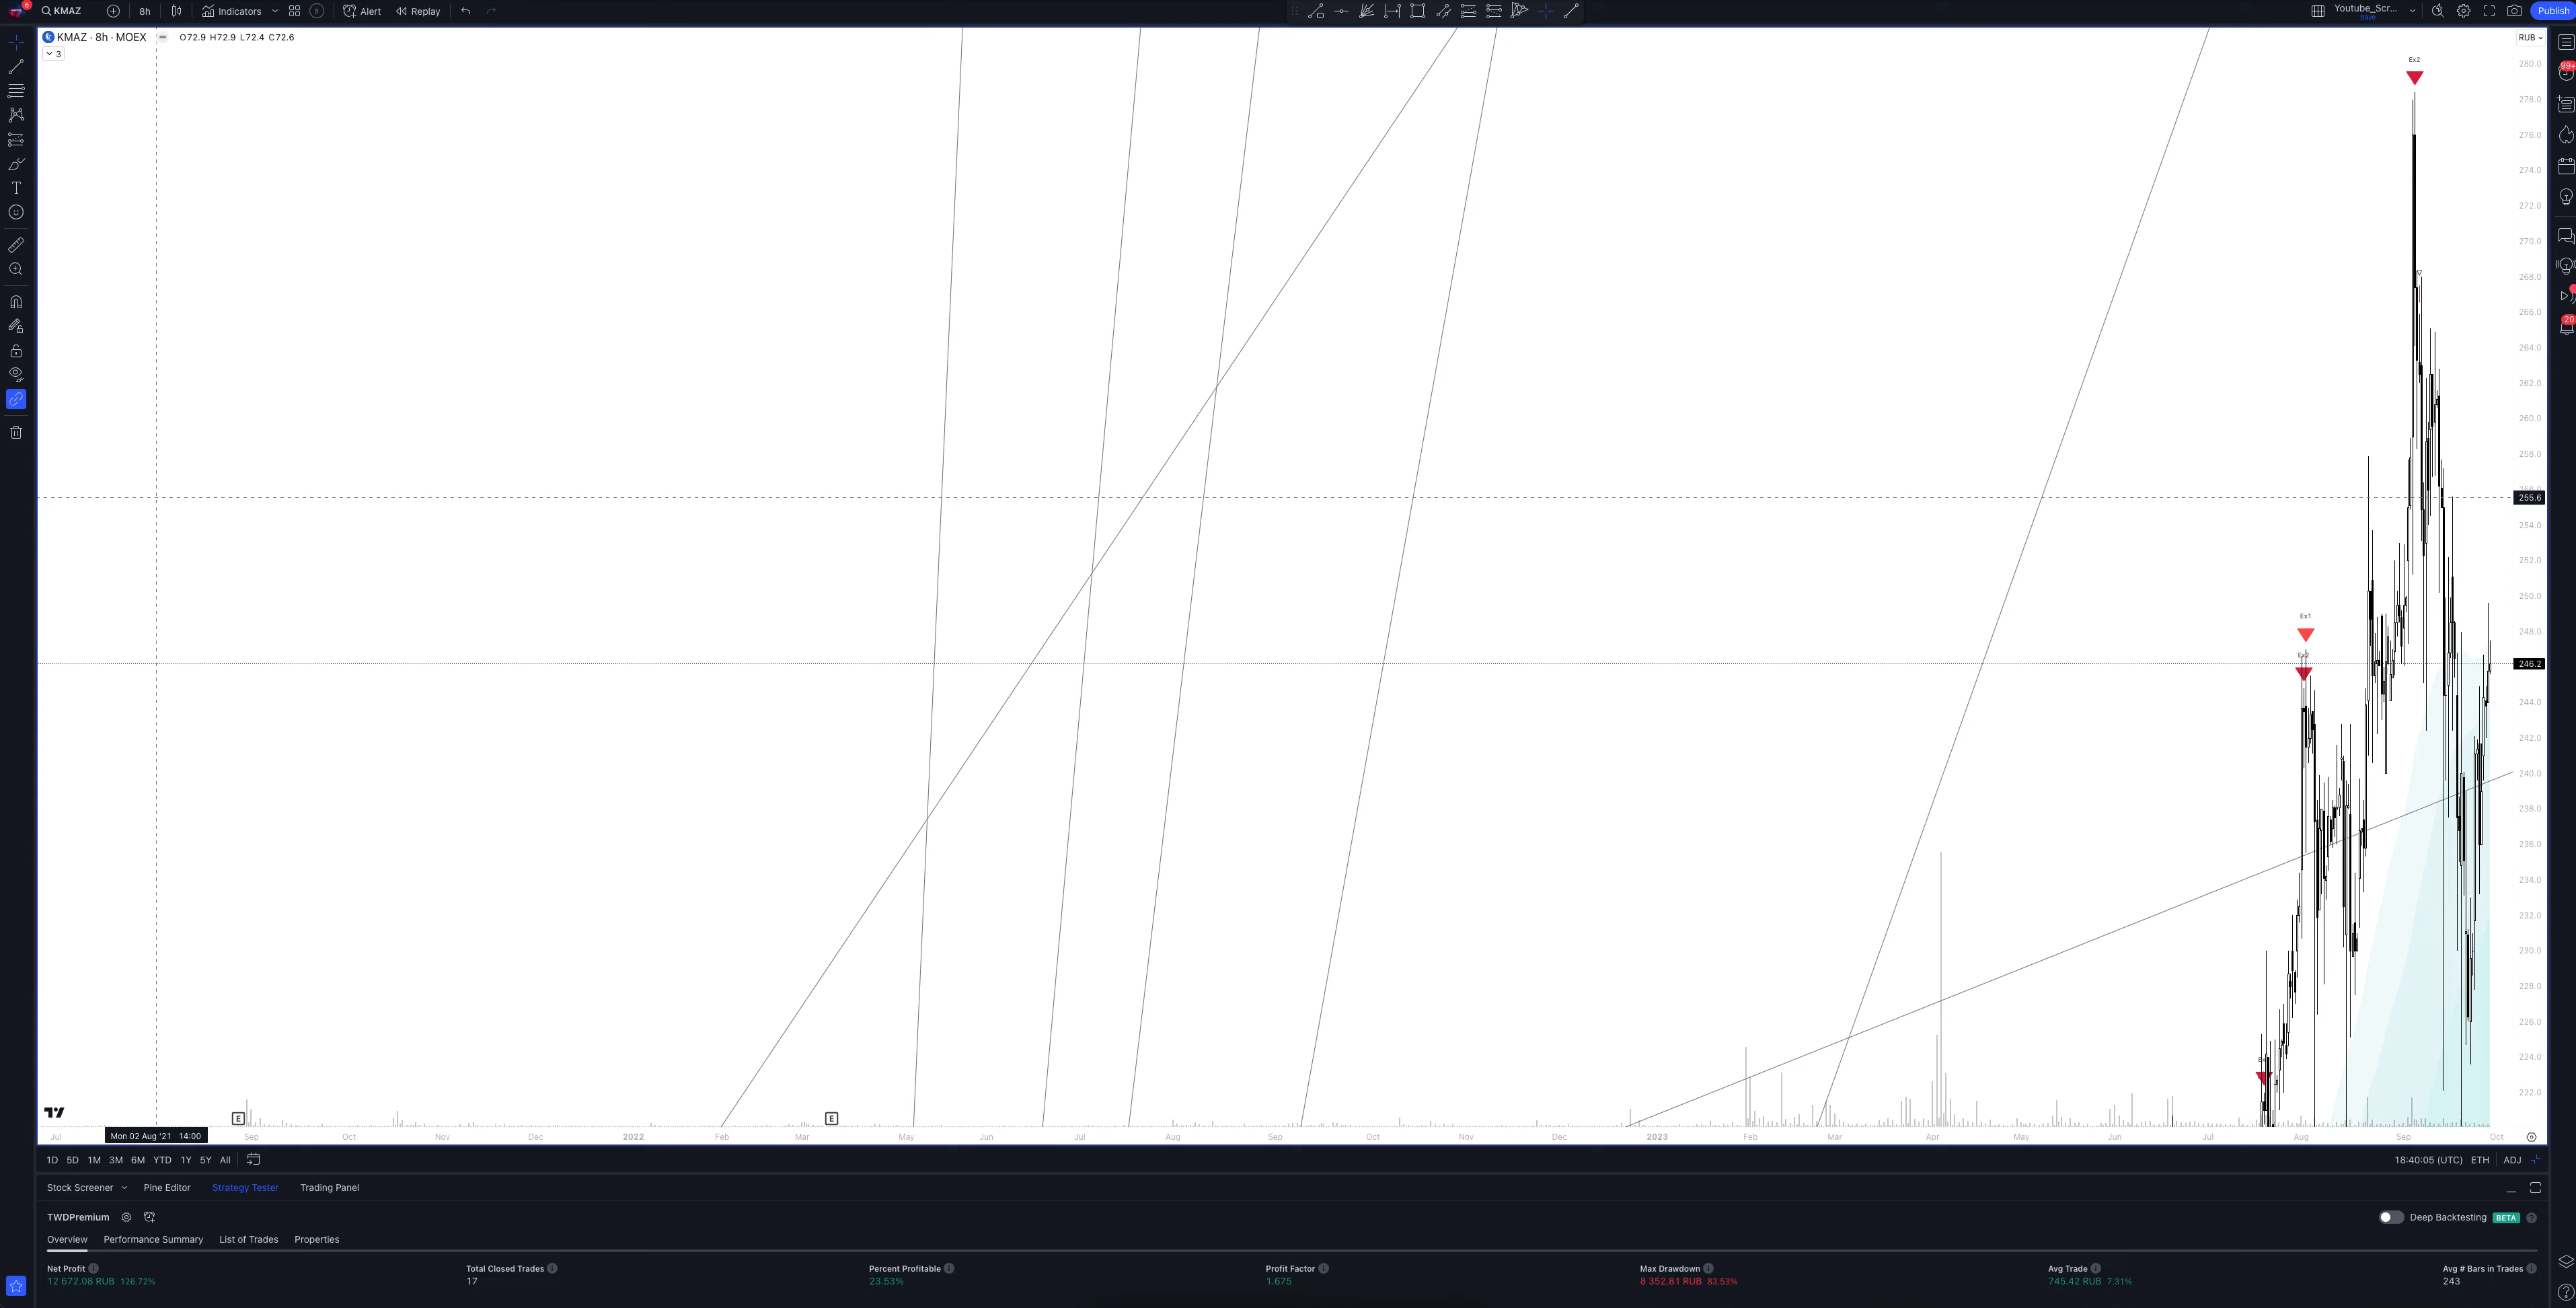 6
KMAZ
8h
Indicators
5
Alert
Replay
Youtube_Scr...
Save
Publish
KMAZ · 8h · MOEX
O72.9 H72.9 L72.4 C72.6
3
RUB
280.0
278.0
276.0
274.0
272.0
270.0
268.0
266.0
264.0
262.0
260.0
258.0
255.6
254.0
252.0
250.0
248.0
246.2
244.0
242.0
240.0
238.0
236.0
234.0
232.0
230.0
228.0
226.0
224.0
222.0
99+
20
Ex2
Ex1
E
E
Jul
Mon 02 Aug '21 14:00
Sep
Oct
Nov
Dec
2022
Feb
Mar
May
Jun
Jul
Aug
Sep
Oct
Nov
Dec
2023
Feb
Mar
Apr
May
Jun
Jul
Aug
Sep
Oct
1D 5D 1M 3M 6M YTD 1Y 5Y All
18:40:05 (UTC) ETH ADJ
Stock Screener Pine Editor Strategy Tester Trading Panel
TWDPremium
Deep Backtesting BETA
Overview Performance Summary List of Trades Properties
Net Profit
12 672.08 RUB 126.72%
Total Closed Trades
17
Percent Profitable
23.53%
Profit Factor
1.675
Max Drawdown
8 352.81 RUB 83.53%
Avg Trade
745.42 RUB 7.31%
Avg # Bars in Trades
243